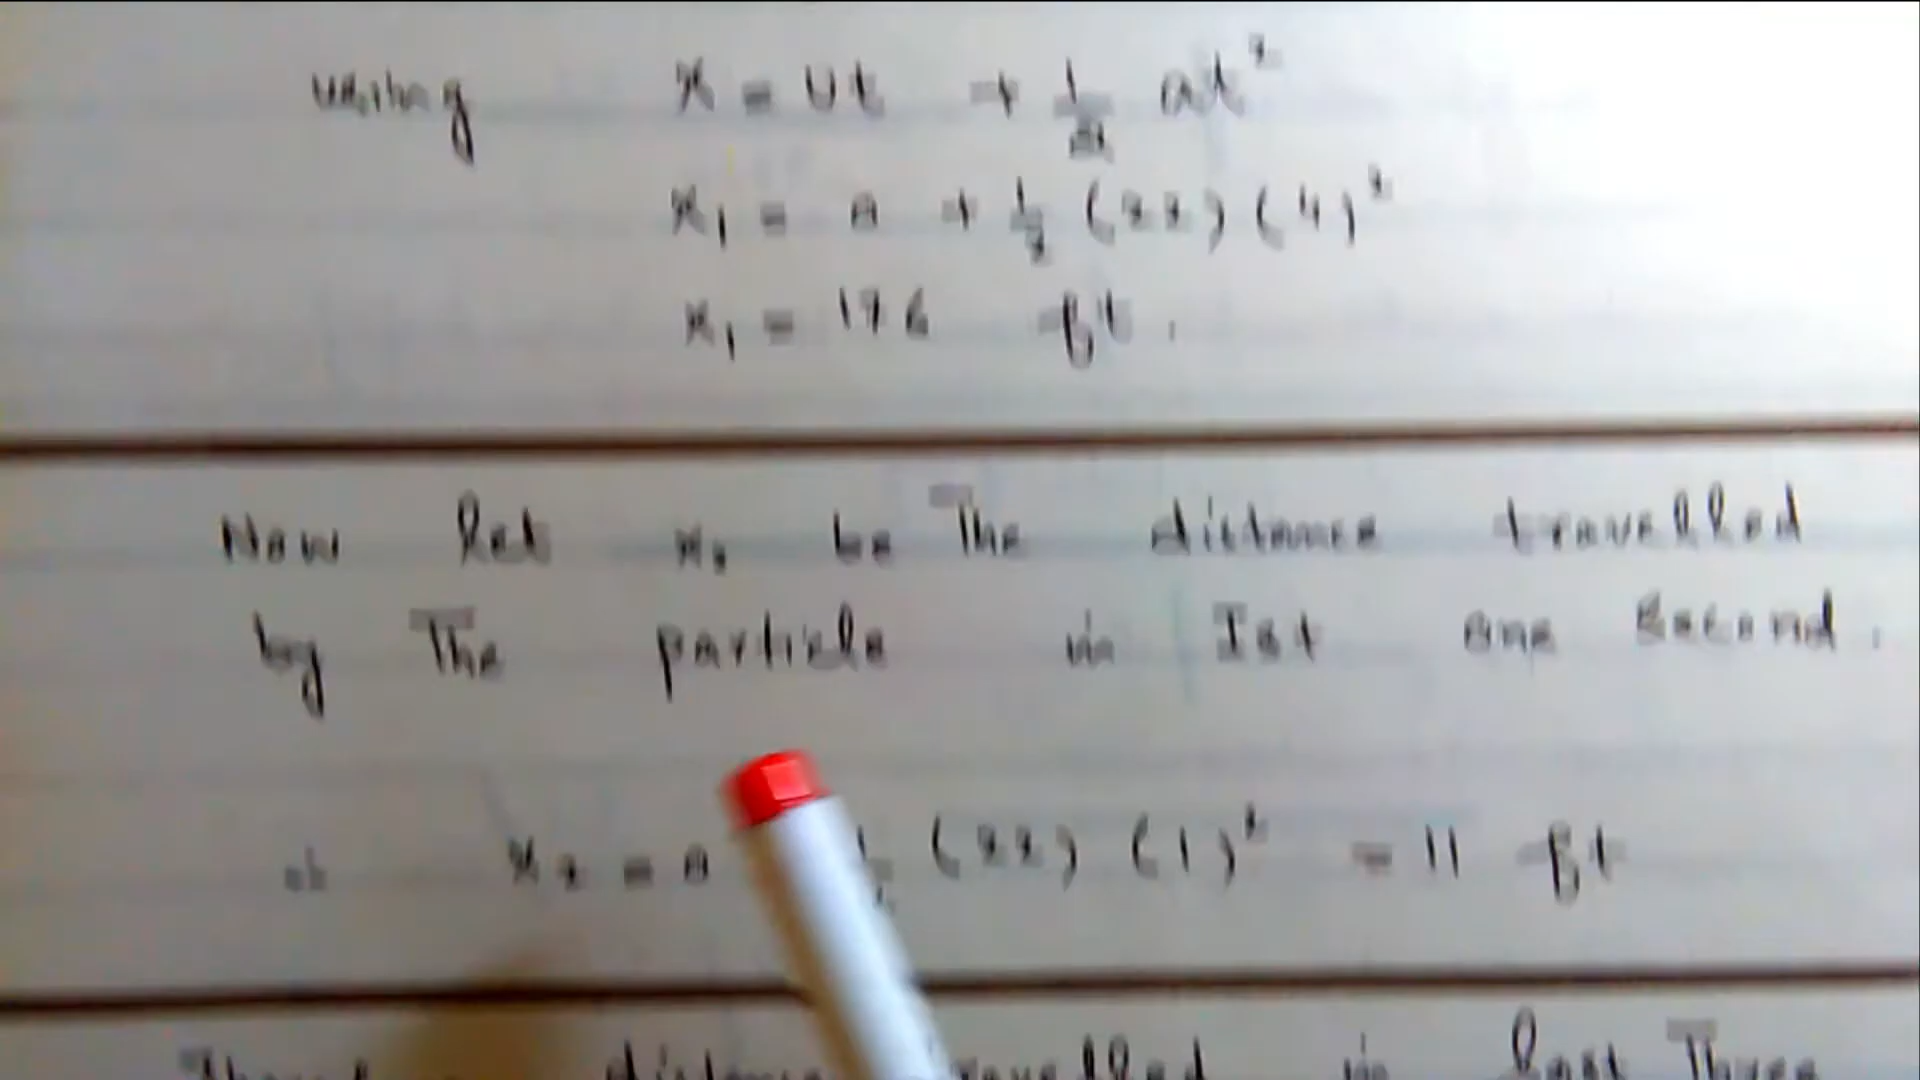 using x = ut + 1/2 at²
x₁ = 0 + 1/2 (22) (4)²
x₁ = 176 ft.
Now let x₂ be The distance travelled
by The particle in Ist one second.
x₂ = 0 (22) (1)² = 11 ft
distance travelled in last Three